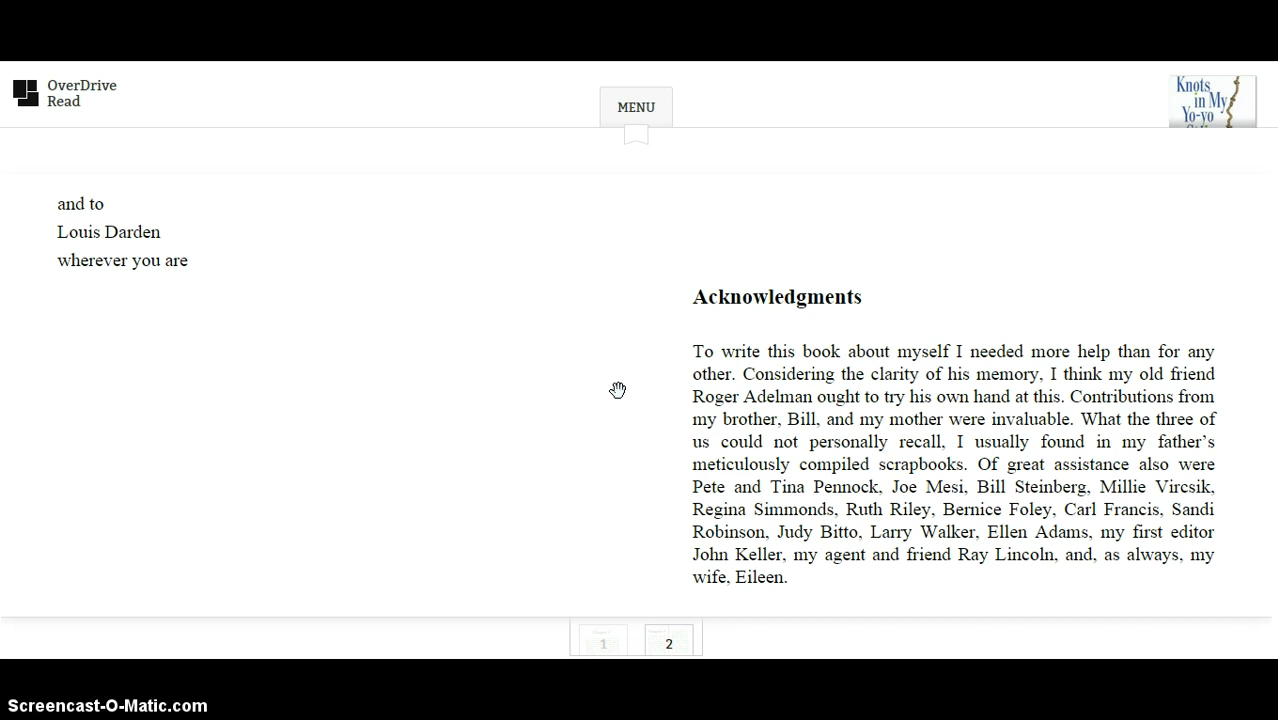 OverDrive
Read
MENU
Knots
in My
Yo-yo
and to
Louis Darden
wherever you are
Acknowledgments
To write this book about myself I needed more help than for any
other. Considering the clarity of his memory, I think my old friend
Roger Adelman ought to try his own hand at this. Contributions from
my brother, Bill, and my mother were invaluable. What the three of
us could not personally recall, I usually found in my father’s
meticulously compiled scrapbooks. Of great assistance also were
Pete and Tina Pennock, Joe Mesi, Bill Steinberg, Millie Vircsik,
Regina Simmonds, Ruth Riley, Bernice Foley, Carl Francis, Sandi
Robinson, Judy Bitto, Larry Walker, Ellen Adams, my first editor
John Keller, my agent and friend Ray Lincoln, and, as always, my
wife, Eileen.
1
2
Screencast-O-Matic.com